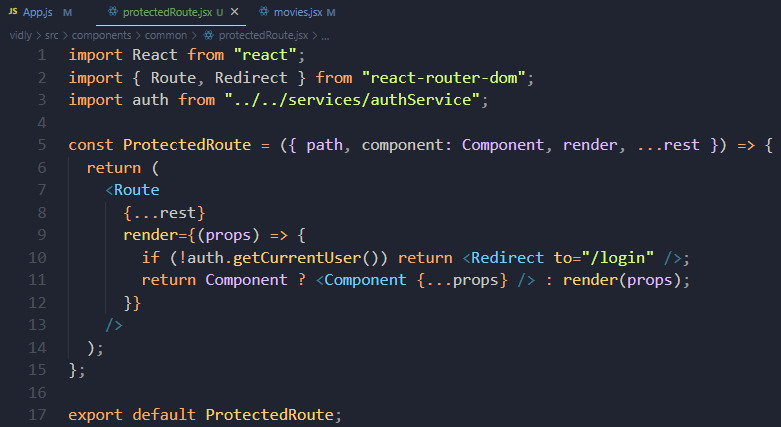 JS App.js M protectedRoute.jsx U × movies.jsx M
vidly > src > components > common > protectedRoute.jsx > ...
1 import React from "react";
2 import { Route, Redirect } from "react-router-dom";
3 import auth from "../../services/authService";
4
5 const ProtectedRoute = ({ path, component: Component, render, ...rest }) => {
6   return (
7     <Route
8       {...rest}
9       render={(props) => {
10         if (!auth.getCurrentUser()) return <Redirect to="/login" />;
11         return Component ? <Component {...props} /> : render(props);
12       }}
13     />
14   );
15 };
16
17 export default ProtectedRoute;